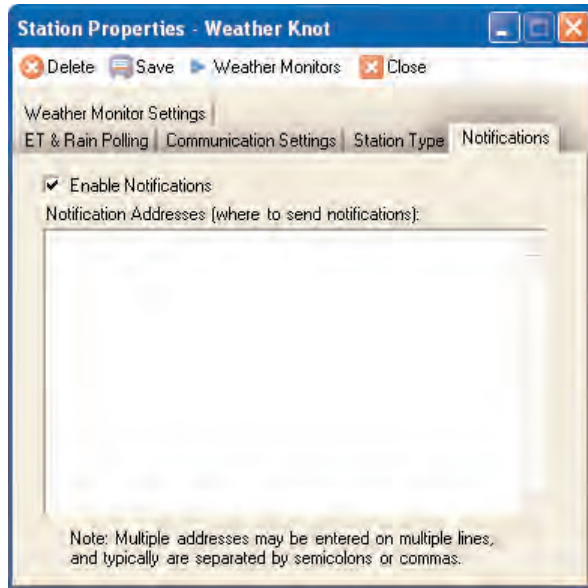 Station Properties - Weather Knot
Delete Save Weather Monitors Close
Weather Monitor Settings
ET & Rain Polling Communication Settings Station Type Notifications
Enable Notifications
Notification Addresses (where to send notifications):
Note: Multiple addresses may be entered on multiple lines,
and typically are separated by semicolons or commas.